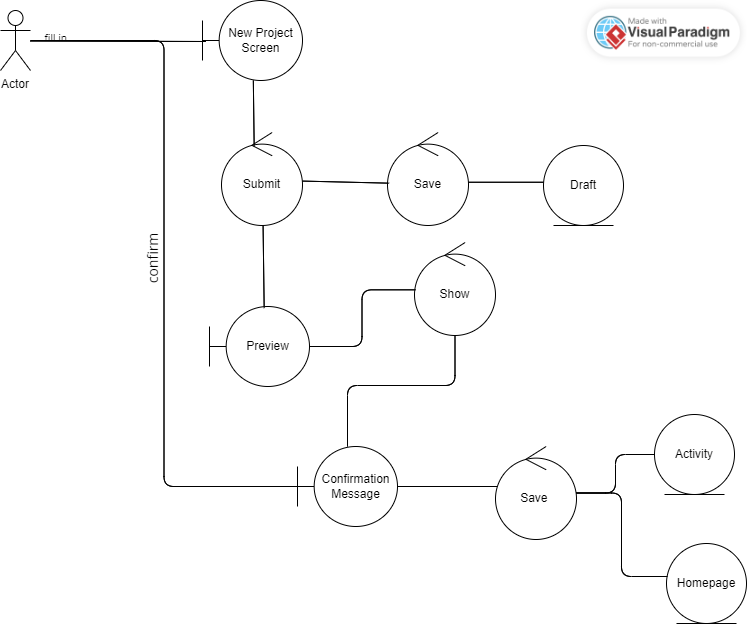 Made with
Visual Paradigm
For non-commercial use
New Project
Screen
fill in
Actor
Submit
Save
Draft
confirm
Show
Preview
Confirmation
Message
Save
Activity
Homepage